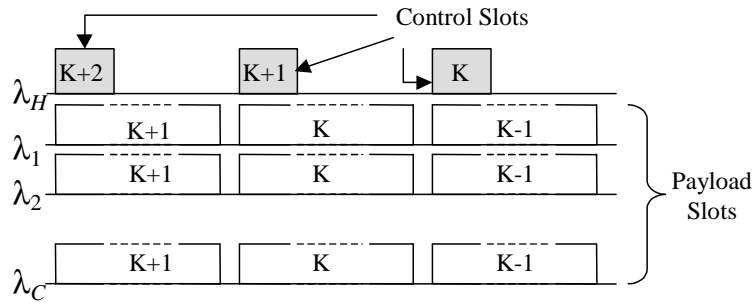 Control Slots
K+2 K+1 K
λH
K+1 K K-1
λ1
K+1 K K-1
λ2
Payload
Slots
K+1 K K-1
λC